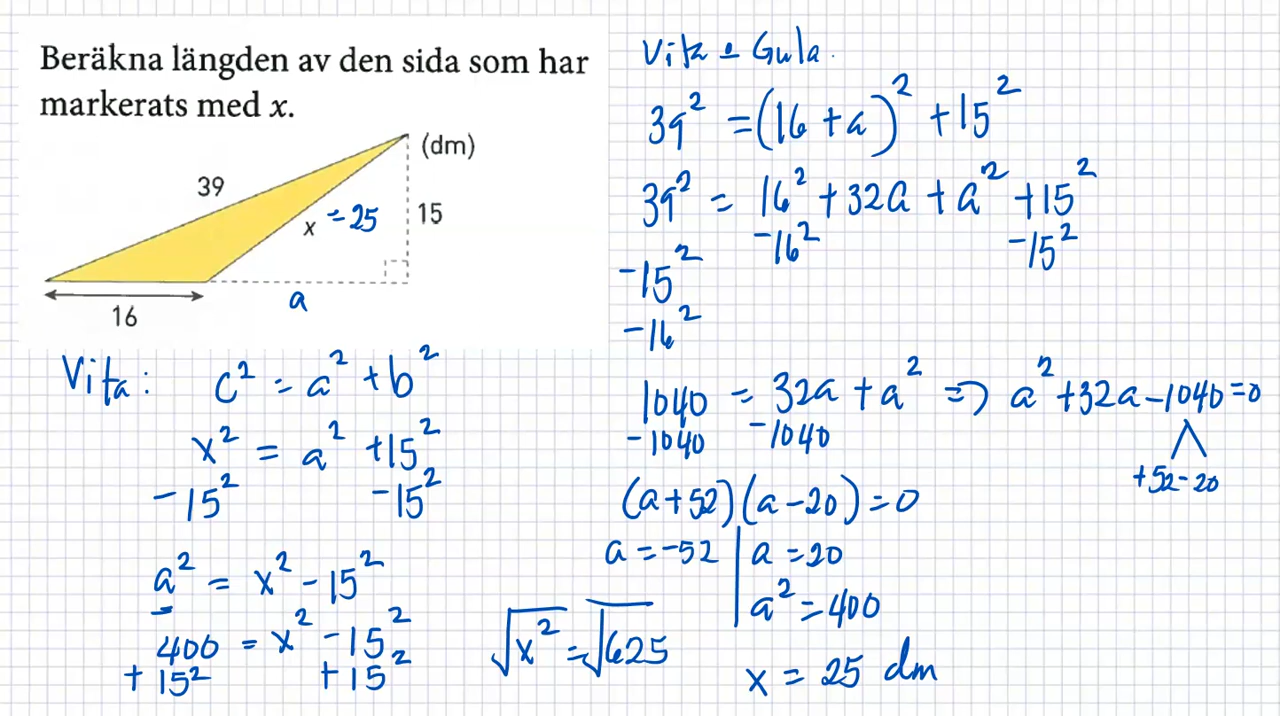 Beräkna längden av den sida som har
markerats med x.
(dm)
39
x = 25
15
a
16
Vita: c² = a² + b²
x² = a² + 15²
-15² -15²
a² = x² - 15²
400 = x² - 15²
+15² +15²
√x² = √625
Vita + Gula.
39² = (16 + a)² + 15²
39² = 16² + 32a + a² + 15²
-16² -15²
-15²
-16²
1040 = 32a + a² => a² + 32a - 1040 = 0
-1040 -1040
+52 -20
(a + 52)(a - 20) = 0
a = -52 | a = 20
a² = 400
x = 25 dm